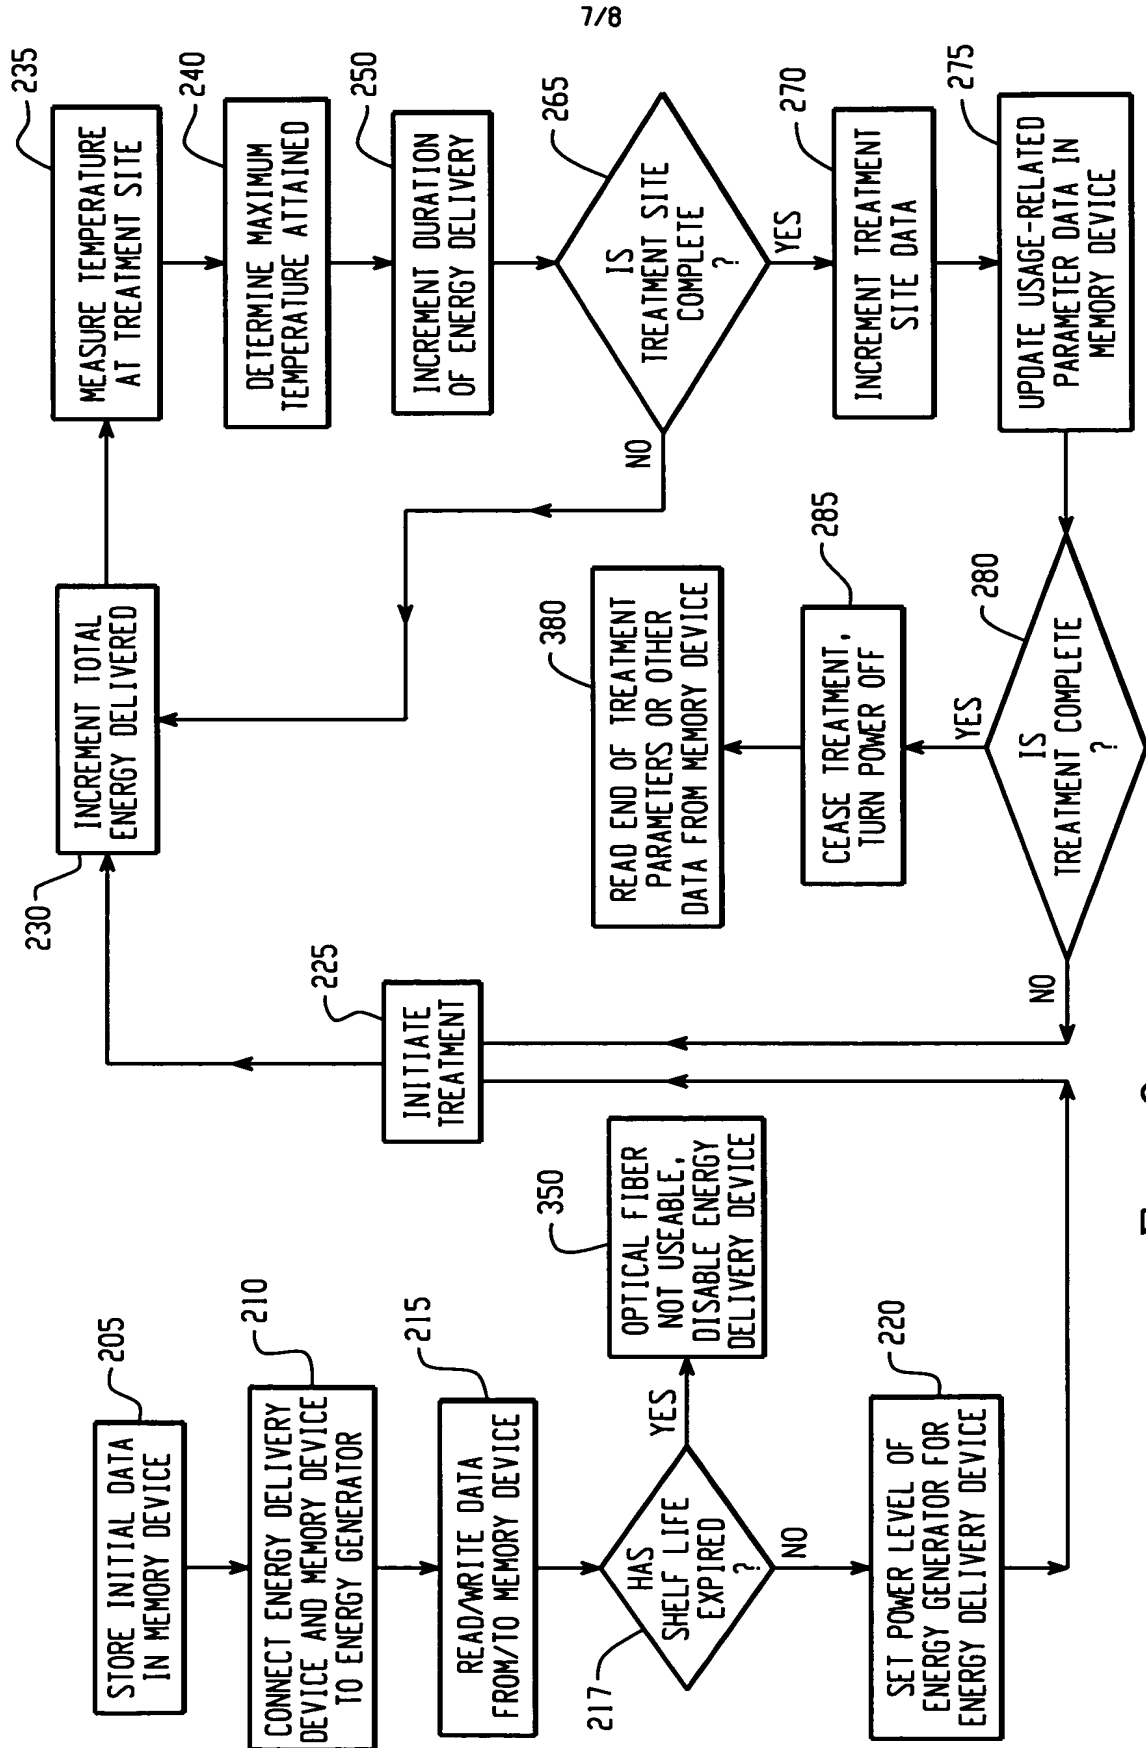 7/8
205
STORE INITIAL DATA
IN MEMORY DEVICE
210
CONNECT ENERGY DELIVERY
DEVICE AND MEMORY DEVICE
TO ENERGY GENERATOR
215
READ/WRITE DATA
FROM/TO MEMORY DEVICE
217
HAS
SHELF LIFE
EXPIRED
?
YES
NO
350
OPTICAL FIBER
NOT USEABLE,
DISABLE ENERGY
DELIVERY DEVICE
220
SET POWER LEVEL OF
ENERGY GENERATOR FOR
ENERGY DELIVERY DEVICE
225
INITIATE
TREATMENT
230
INCREMENT TOTAL
ENERGY DELIVERED
235
MEASURE TEMPERATURE
AT TREATMENT SITE
240
DETERMINE MAXIMUM
TEMPERATURE ATTAINED
250
INCREMENT DURATION
OF ENERGY DELIVERY
265
IS
TREATMENT SITE
COMPLETE
?
NO
YES
270
INCREMENT TREATMENT
SITE DATA
275
UPDATE USAGE-RELATED
PARAMETER DATA IN
MEMORY DEVICE
280
IS
TREATMENT COMPLETE
?
NO
YES
285
CEASE TREATMENT,
TURN POWER OFF
380
READ END OF TREATMENT
PARAMETERS OR OTHER
DATA FROM MEMORY DEVICE